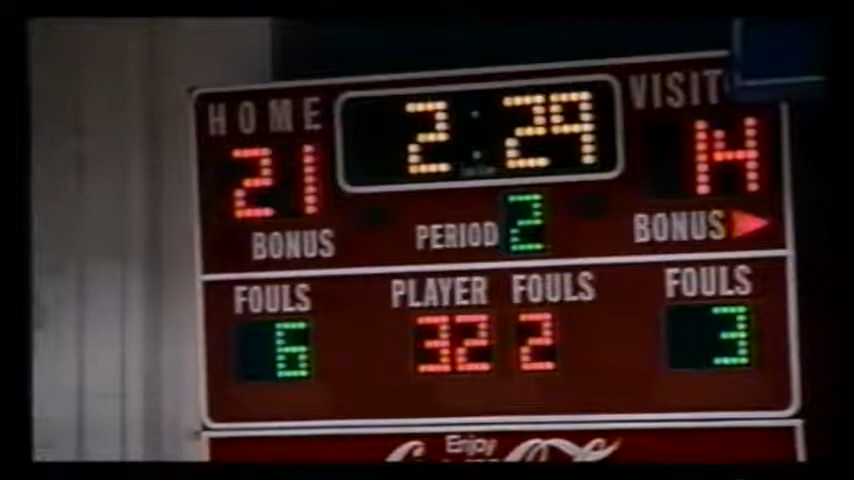 HOME 2:29 VISIT
21 14
BONUS PERIOD 2 BONUS
FOULS PLAYER FOULS FOULS
6 32 2 3
Enjoy